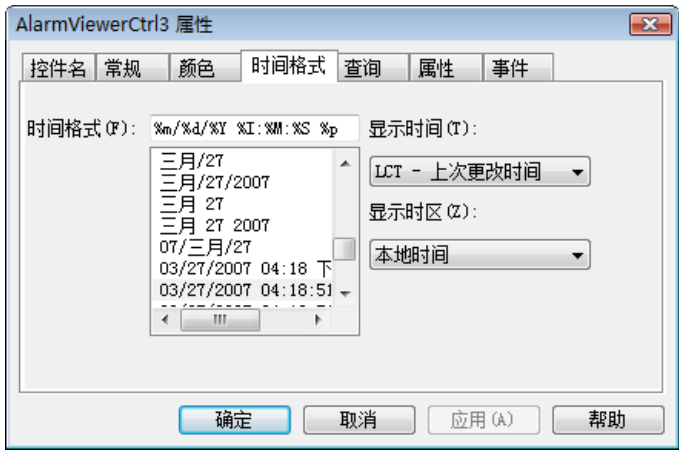 AlarmViewerCtrl3 属性
控件名 常规 颜色 时间格式 查询 属性 事件
时间格式(F): %m/%d/%Y %I:%M:%S %p 显示时间(T):
三月/27
三月/27/2007
三月 27
三月 27 2007
07/三月/27
03/27/2007 04:18 下
03/27/2007 04:18:51
LCT - 上次更改时间
显示时区(Z):
本地时间
确定 取消 应用(A) 帮助